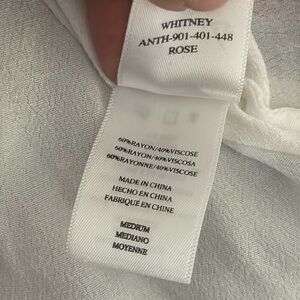 WHITNEY
ANTH-901-401-448
ROSE
60%RAYON/40%VISCOSE
60%RAYON/40%VISCOSA
60%RAYONNE/40%VISCOSE
MADE IN CHINA
HECHO EN CHINA
FABRIQUÉ EN CHINE
MEDIUM
MEDIANO
MOYENNE